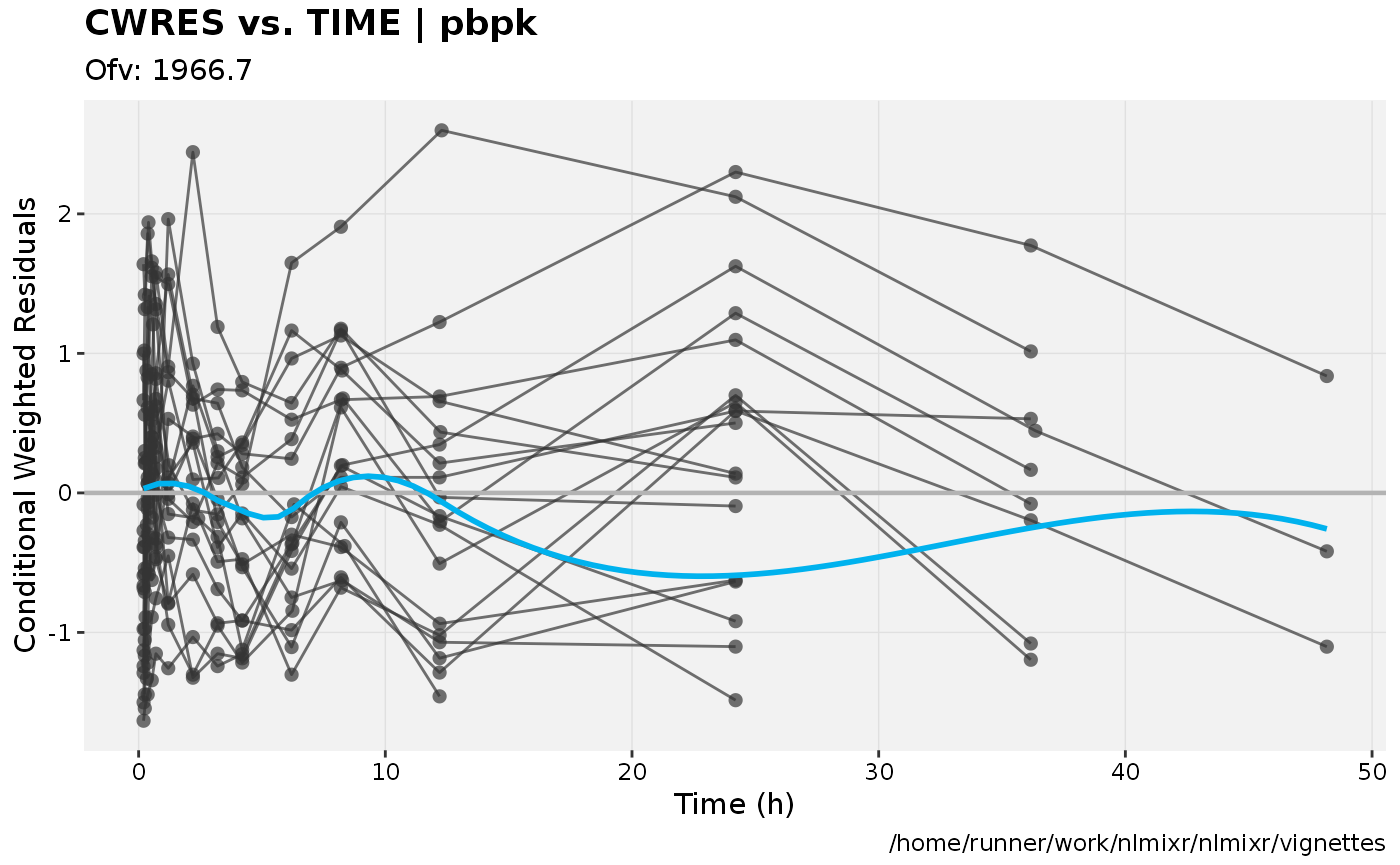 CWRES vs. TIME | pbpk
Ofv: 1966.7
Conditional Weighted Residuals
2
1
0
-1
0 10 20 30 40 50
Time (h)
/home/runner/work/nlmixr/nlmixr/vignettes